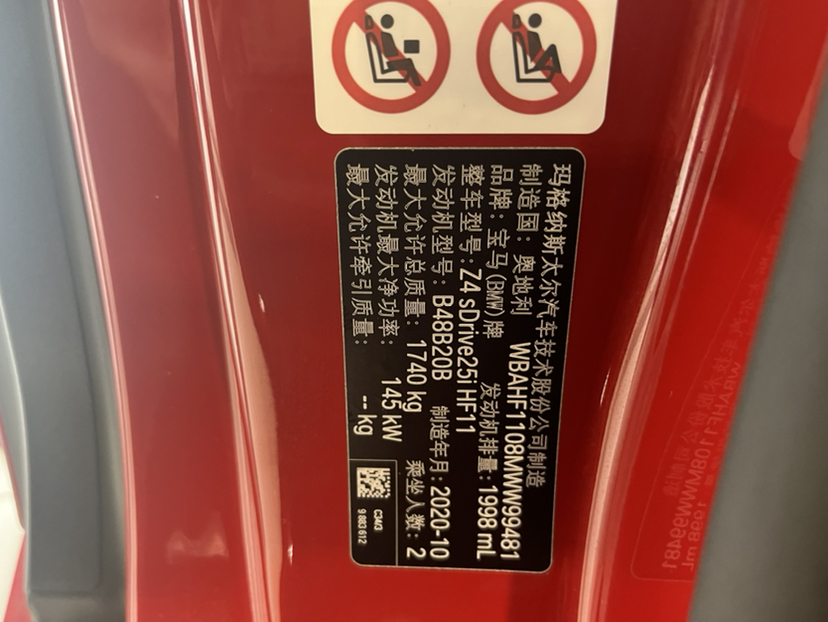 玛格纳斯太尔汽车技术股份公司制造
制造国: 奥地利 WBAHF1108MWW99481
品牌: 宝马(BMW)牌 发动机排量: 1998 mL
整车型号: Z4 sDrive25i HF11
发动机型号: B48B20B 制造年月: 2020-10
最大允许总质量: 1740 kg 乘坐人数: 2
发动机最大净功率: 145 kW
最大允许牵引质量: -- kg
C34/3
9 883 612